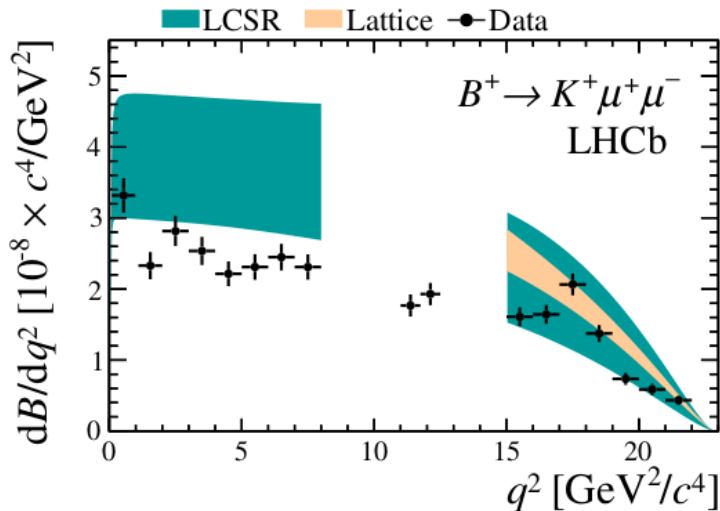 LCSR Lattice Data
B⁺→ K⁺μ⁺μ⁻
LHCb
dB/dq² [10⁻⁸ × c⁴/GeV²]
5
4
3
2
1
0
0 5 10 15 20
q² [GeV²/c⁴]